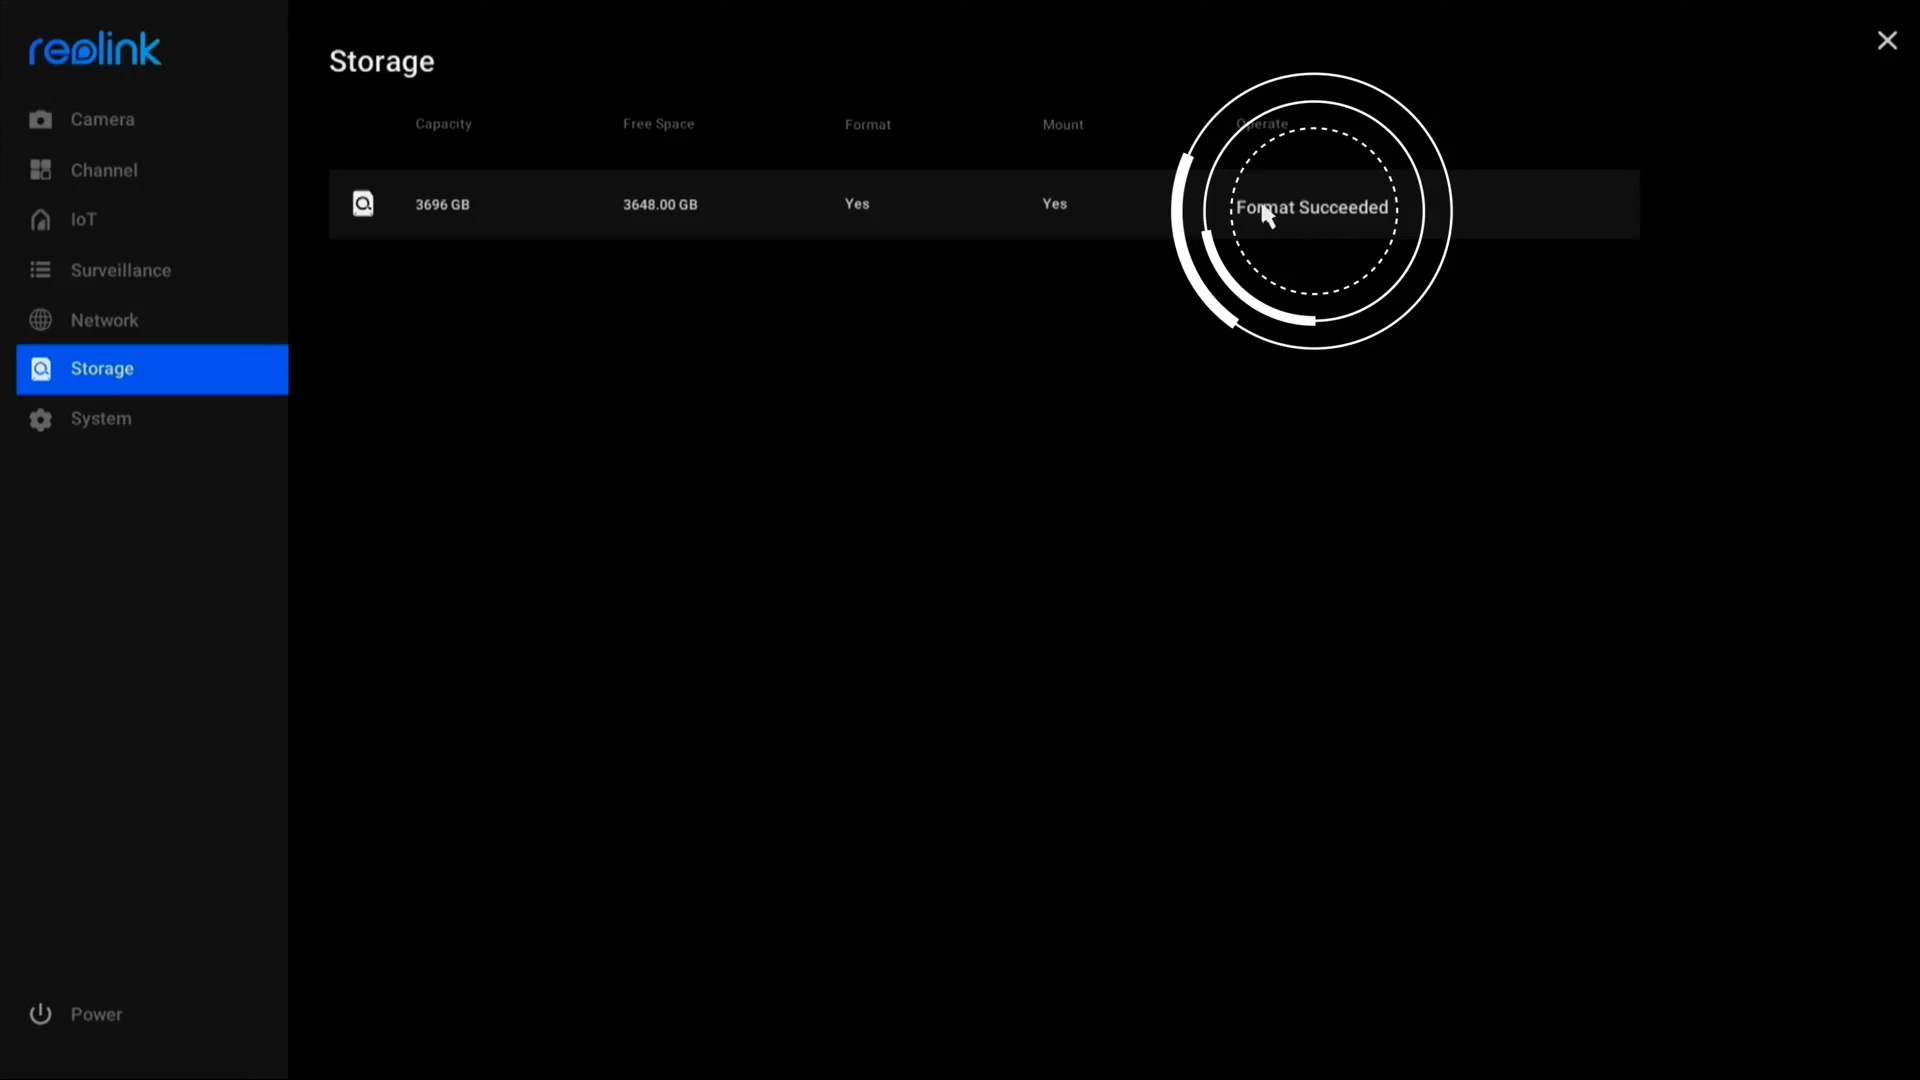 reolink
Camera
Channel
IoT
Surveillance
Network
Storage
System
Power
Storage
Capacity Free Space Format Mount Operate
3696 GB 3648.00 GB Yes Yes Format Succeeded